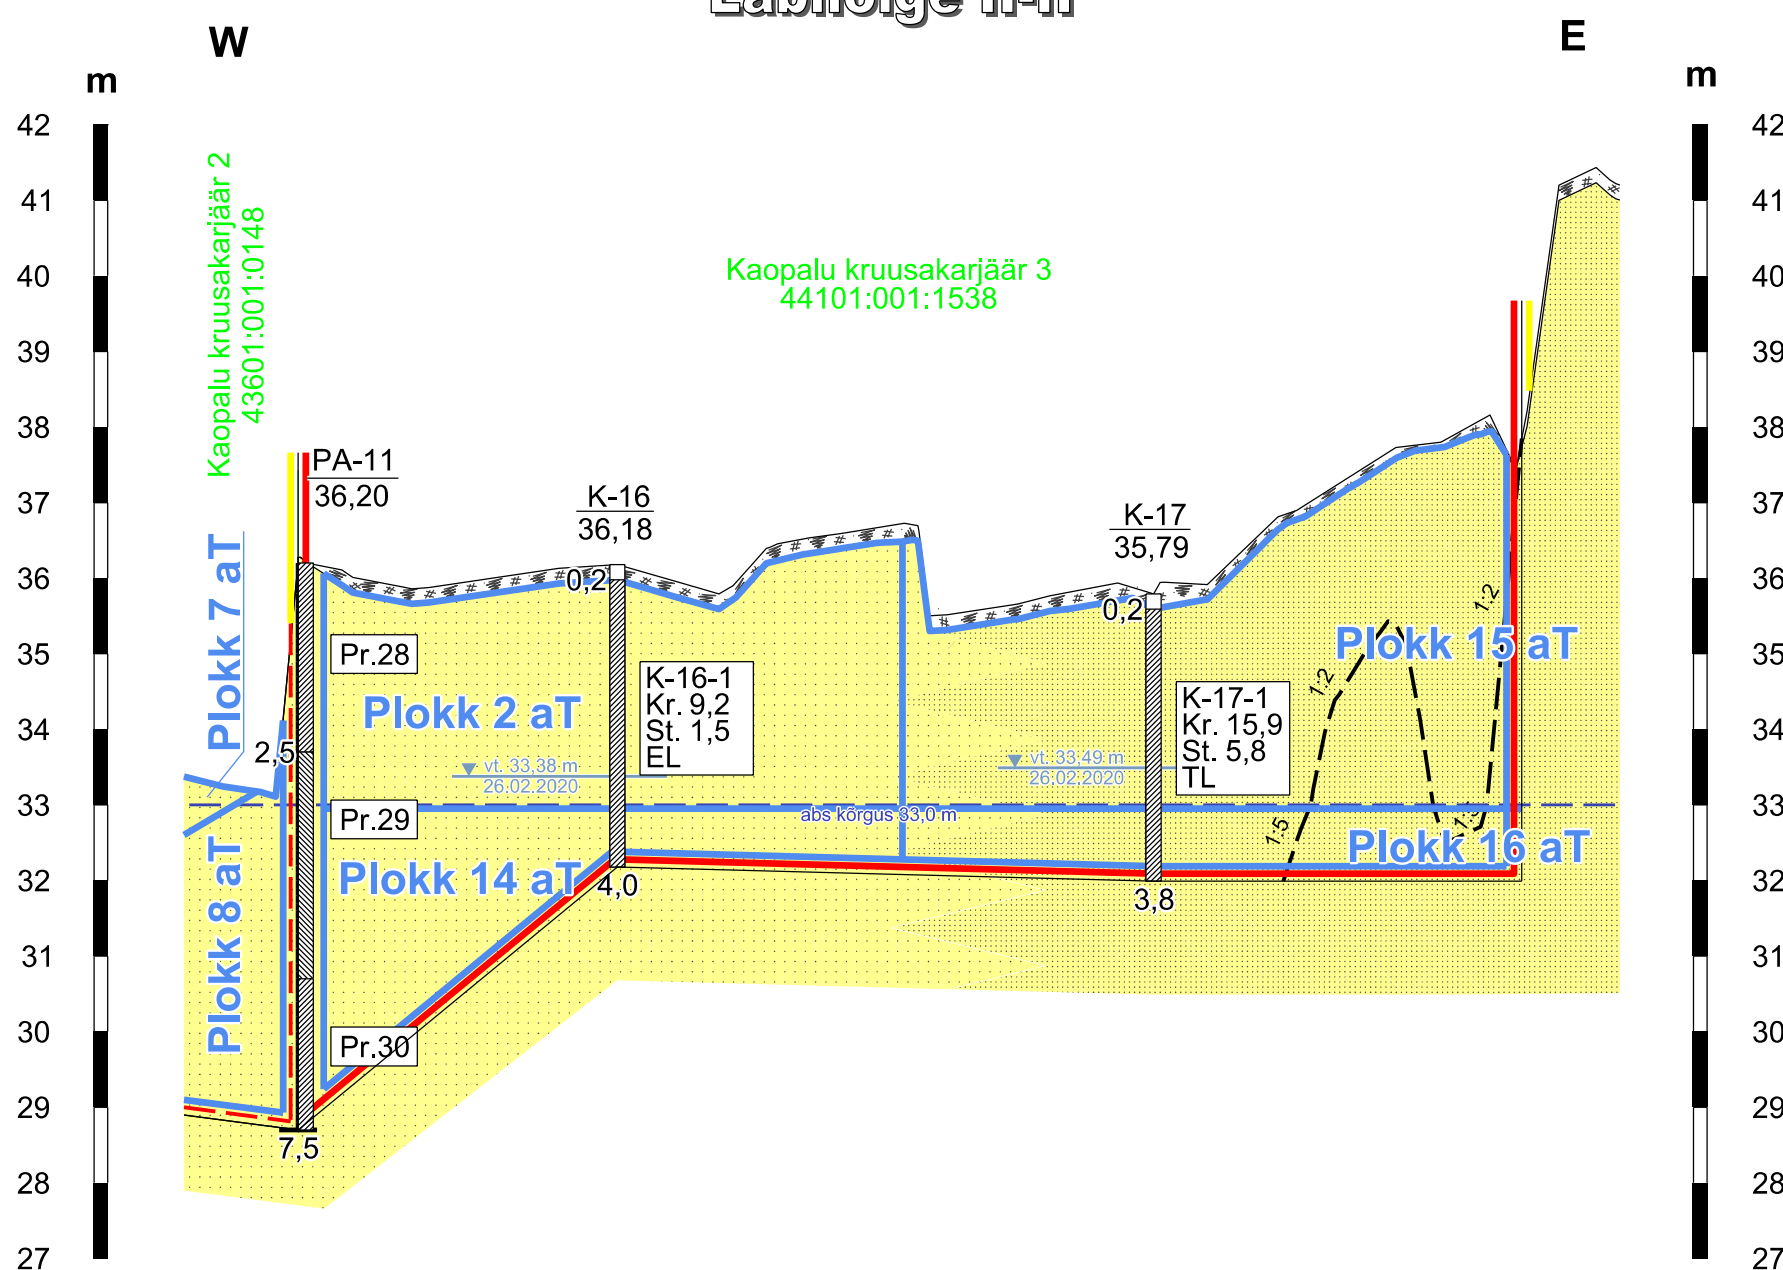 W
E
m
m
42
41
40
39
38
37
36
35
34
33
32
31
30
29
28
27
42
41
40
39
38
37
36
35
34
33
32
31
30
29
28
27
Kaopalu kruusakarjäär 2
43601:001:0148
Kaopalu kruusakarjäär 3
44101:001:1538
PA-11
36,20
K-16
36,18
K-17
35,79
0,2
0,2
Plokk 7 aT
Plokk 8 aT
2,5
Pr.28
Pr.29
Pr.30
Plokk 2 aT
Plokk 14 aT
Plokk 15 aT
Plokk 16 aT
K-16-1
Kr. 9,2
St. 1,5
EL
K-17-1
Kr. 15,9
St. 5,8
TL
vt. 33,38 m
26.02.2020
vt. 33,49 m
26.02.2020
abs kõrgus 33,0 m
1:2
1:2
1:5
4,0
3,8
7,5